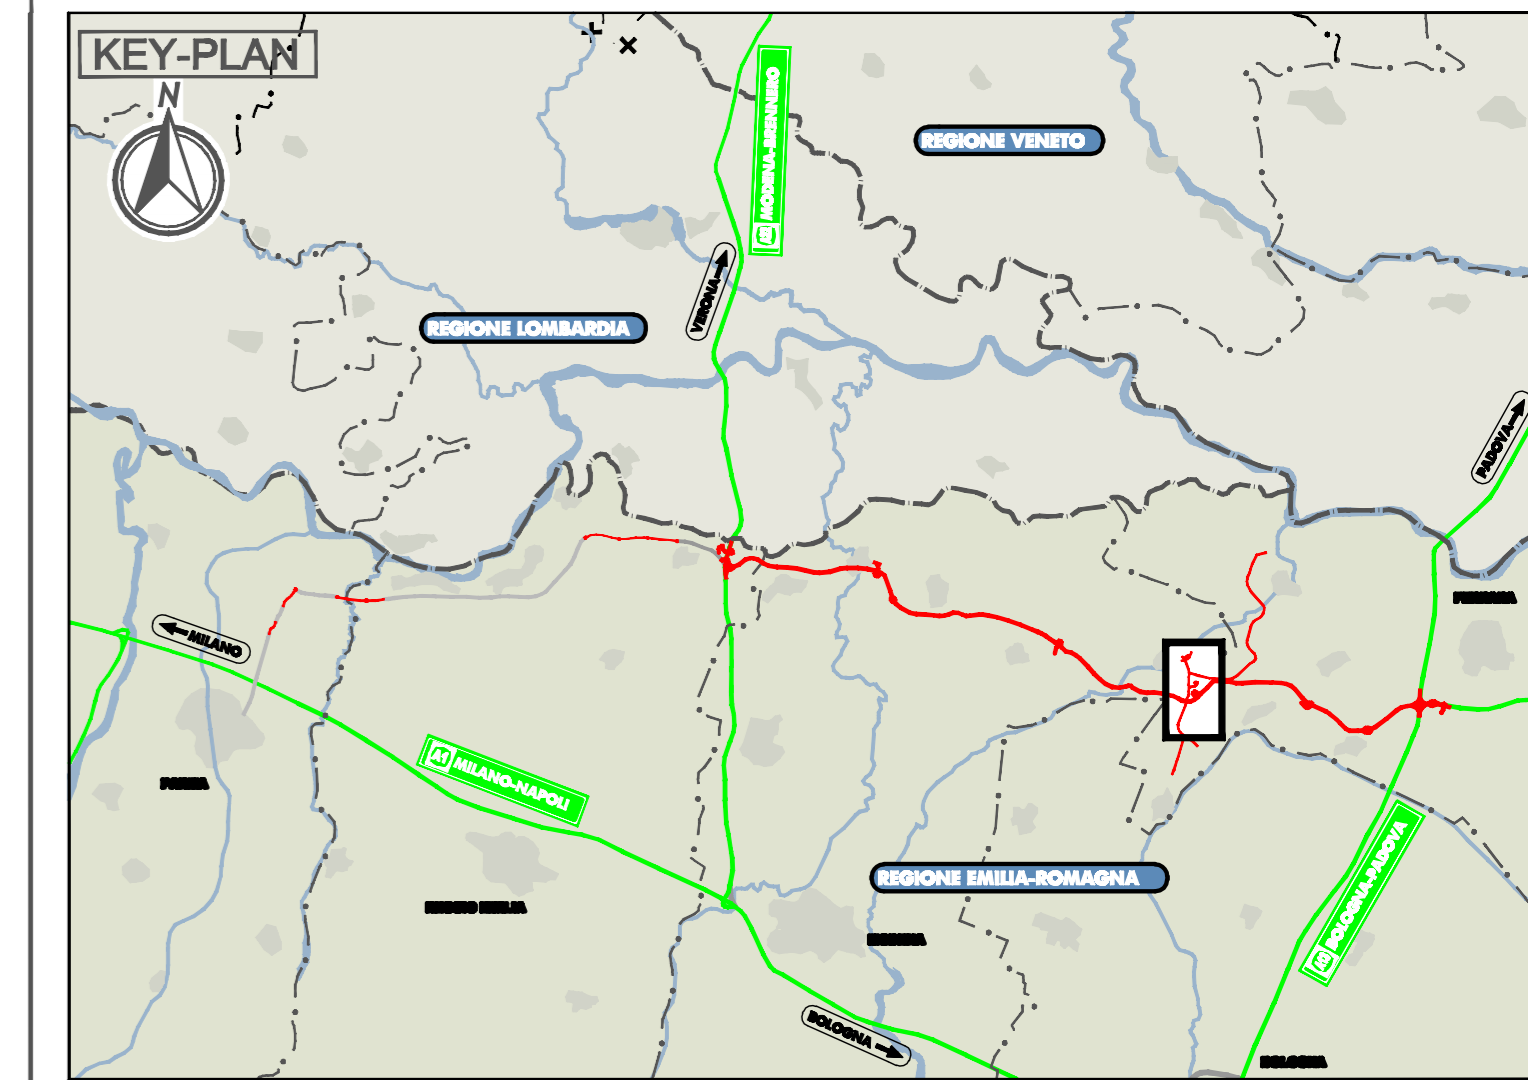 KEY-PLAN
N
A22 MODENA-BRENNERO
REGIONE VENETO
VERONA
REGIONE LOMBARDIA
PADOVA
FERRARA
MILANO
A1 MILANO-NAPOLI
PARMA
REGGIO EMILIA
REGIONE EMILIA-ROMAGNA
A13 BOLOGNA-PADOVA
MODENA
BOLOGNA
BOLOGNA